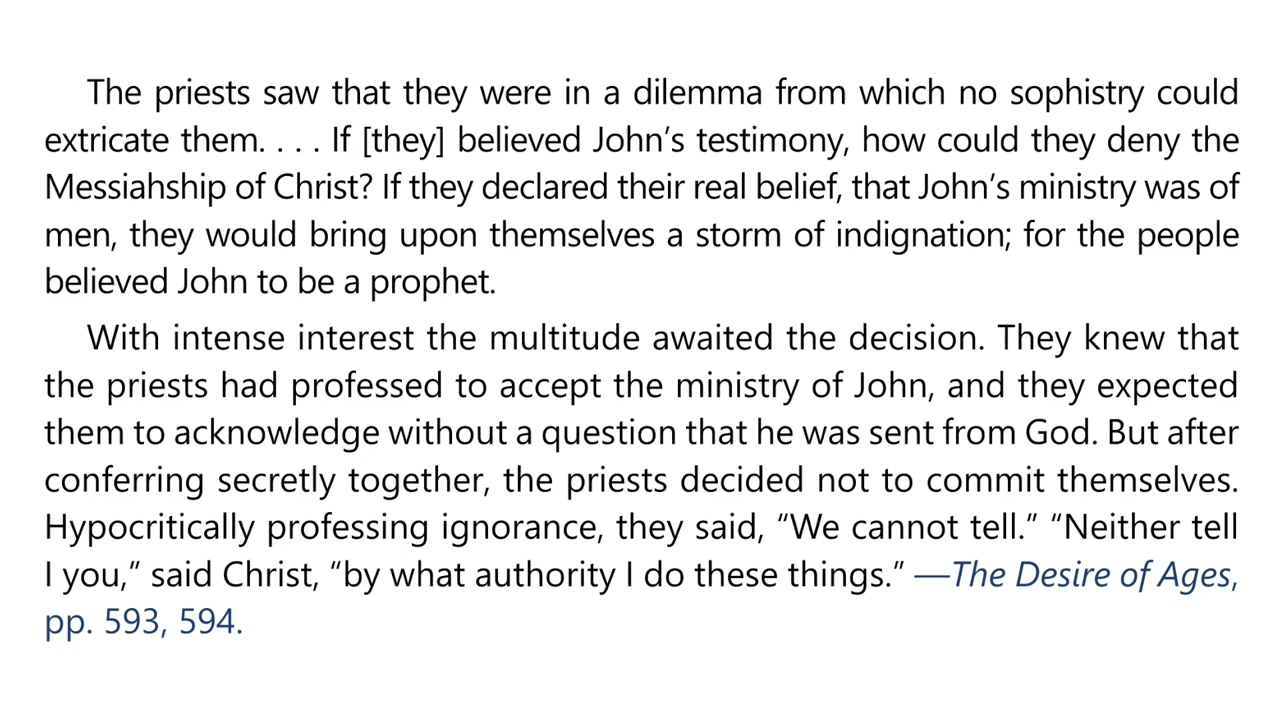 The priests saw that they were in a dilemma from which no sophistry could
extricate them. . . . If [they] believed John’s testimony, how could they deny the
Messiahship of Christ? If they declared their real belief, that John’s ministry was of
men, they would bring upon themselves a storm of indignation; for the people
believed John to be a prophet.
With intense interest the multitude awaited the decision. They knew that
the priests had professed to accept the ministry of John, and they expected
them to acknowledge without a question that he was sent from God. But after
conferring secretly together, the priests decided not to commit themselves.
Hypocritically professing ignorance, they said, “We cannot tell.” “Neither tell
I you,” said Christ, “by what authority I do these things.” —The Desire of Ages,
pp. 593, 594.